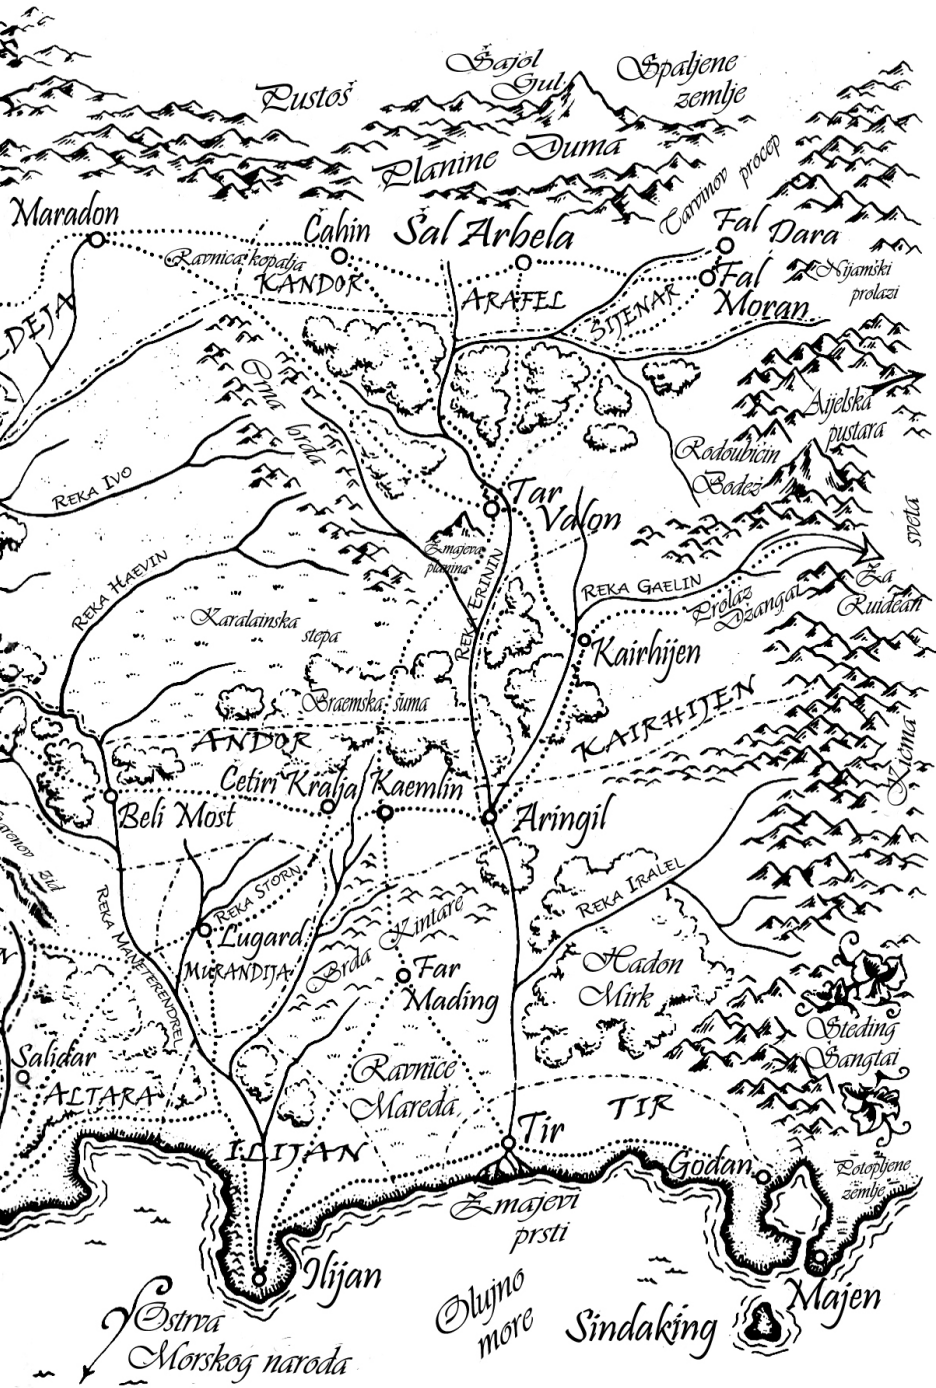 Šajol
Gul
Spaljene
zemlje
Pustoš
Planine Duma
Tarvinov procep
Maradon
Čahin
Šal Arbela
Fal Dara
Ravnica kopalja
KANDOR
ARAFEL
ŠIJENAR
Fal
Moran
Nijamski
prolazi
DEJA
Crna
brda
Aijelska
pustara
Rodoubičin
Bodež
REKA IVO
Tar
Valon
Zmajeva
planina
REKA ERININ
sveta
REKA HAEVIN
REKA GAELIN
Prolaz
Džangai
Za
Ruidean
Karalainska
stepa
Kairhijen
Braemska šuma
ANDOR
KAIRHIJEN
Kičma
Četiri Kralja
Kaemlin
Beli Most
Aringil
zid
REKA STORN
REKA IRALEL
REKA MANETERENDREL
Lugard
MURANDIJA
Brda Kintare
Far
Mading
Hadon
Mirk
Steding
Sangtai
Salidar
ALTARA
Ravnice
Mareda
TIR
Tir
ILIJAN
Godan
Potopljene
zemlje
Zmajevi
prsti
Ilijan
Olujno
more
Majen
Sindaking
Ostrva
Morskog naroda